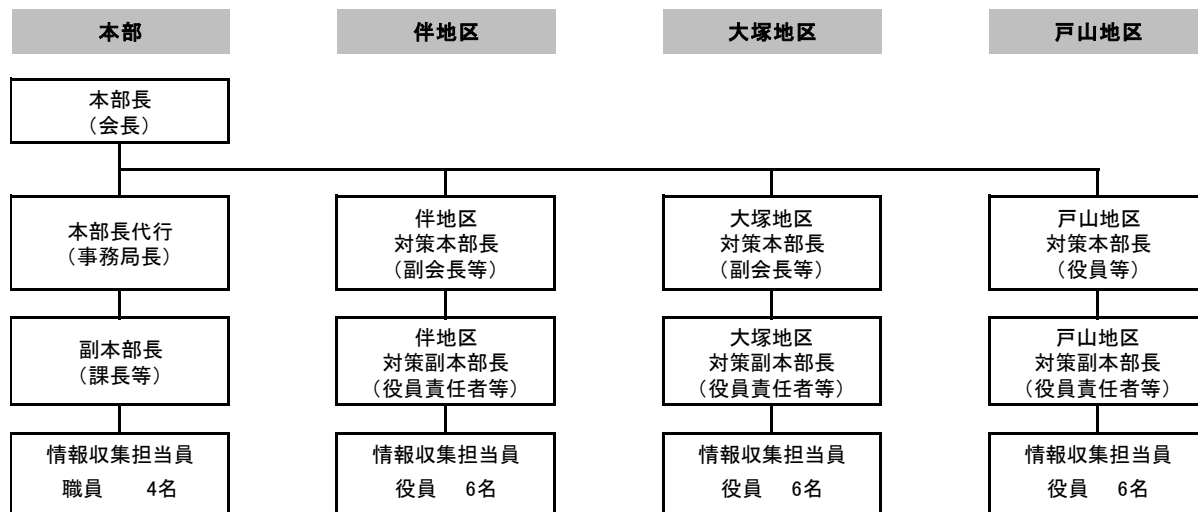 本部
伴地区
大塚地区
戸山地区
本部長
（会長）
本部長代行
（事務局長）
伴地区
対策本部長
（副会長等）
大塚地区
対策本部長
（副会長等）
戸山地区
対策本部長
（役員等）
副本部長
（課長等）
伴地区
対策副本部長
（役員責任者等）
大塚地区
対策副本部長
（役員責任者等）
戸山地区
対策副本部長
（役員責任者等）
情報収集担当員
職員　4名
情報収集担当員
役員　6名
情報収集担当員
役員　6名
情報収集担当員
役員　6名